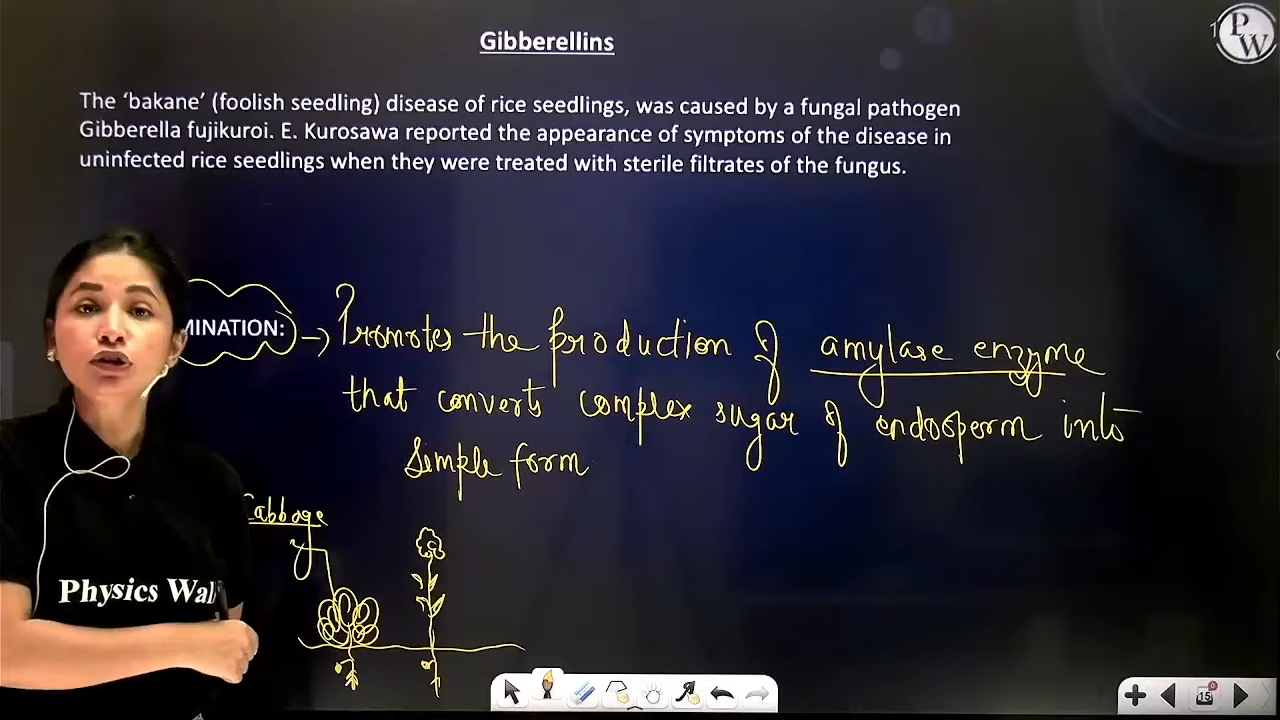 Gibberellins
PW
The ‘bakane’ (foolish seedling) disease of rice seedlings, was caused by a fungal pathogen
Gibberella fujikuroi. E. Kurosawa reported the appearance of symptoms of the disease in
uninfected rice seedlings when they were treated with sterile filtrates of the fungus.
MINATION: → Promotes the production of amylase enzyme
that converts complex sugar of endosperm into
simple form
Cabbage
Physics Wal
15